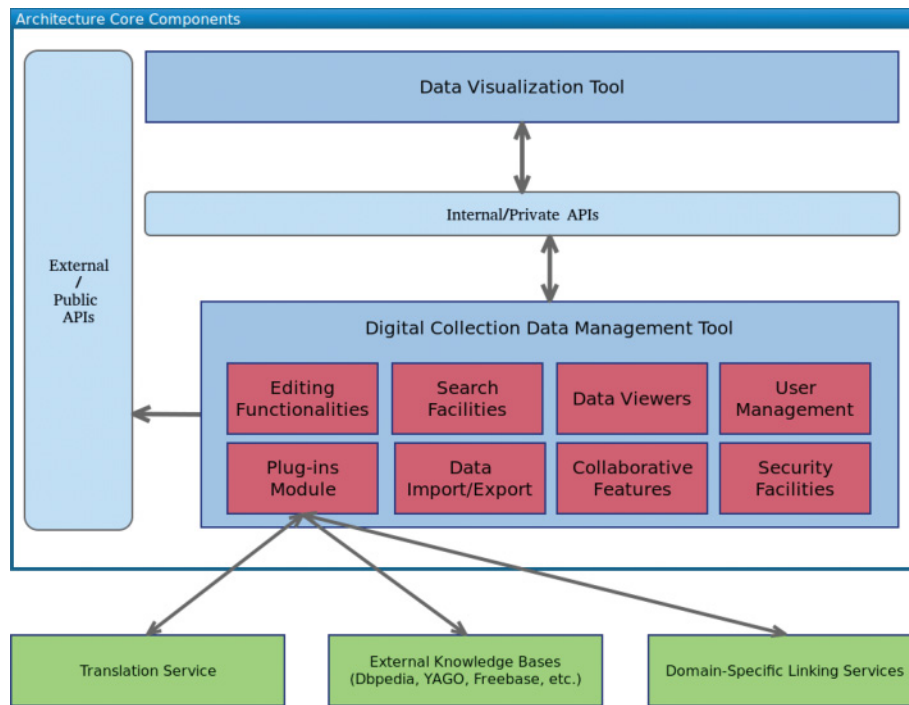 Architecture Core Components
Data Visualization Tool
Internal/Private APIs
External
/
Public
APIs
Digital Collection Data Management Tool
Editing
Functionalities
Search
Facilities
Data Viewers
User
Management
Plug-ins
Module
Data
Import/Export
Collaborative
Features
Security
Facilities
Translation Service
External Knowledge Bases
(Dbpedia, YAGO, Freebase, etc.)
Domain-Specific Linking Services